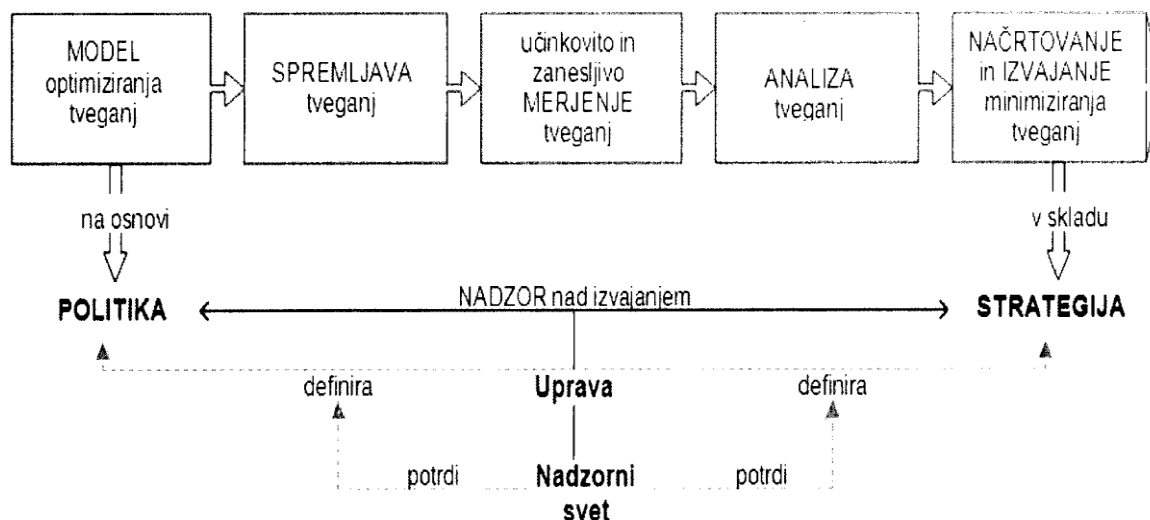 MODEL
optimiziranja
tveganj
SPREMLJAVA
tveganj
učinkovito in
zanesljivo
MERJENJE
tveganj
ANALIZA
tveganj
NAČRTOVANJE
in IZVAJANJE
minimiziranja
tveganj
na osnovi
v skladu
POLITIKA
NADZOR nad izvajanjem
STRATEGIJA
definira
Uprava
definira
potrdi
Nadzorni
svet
potrdi